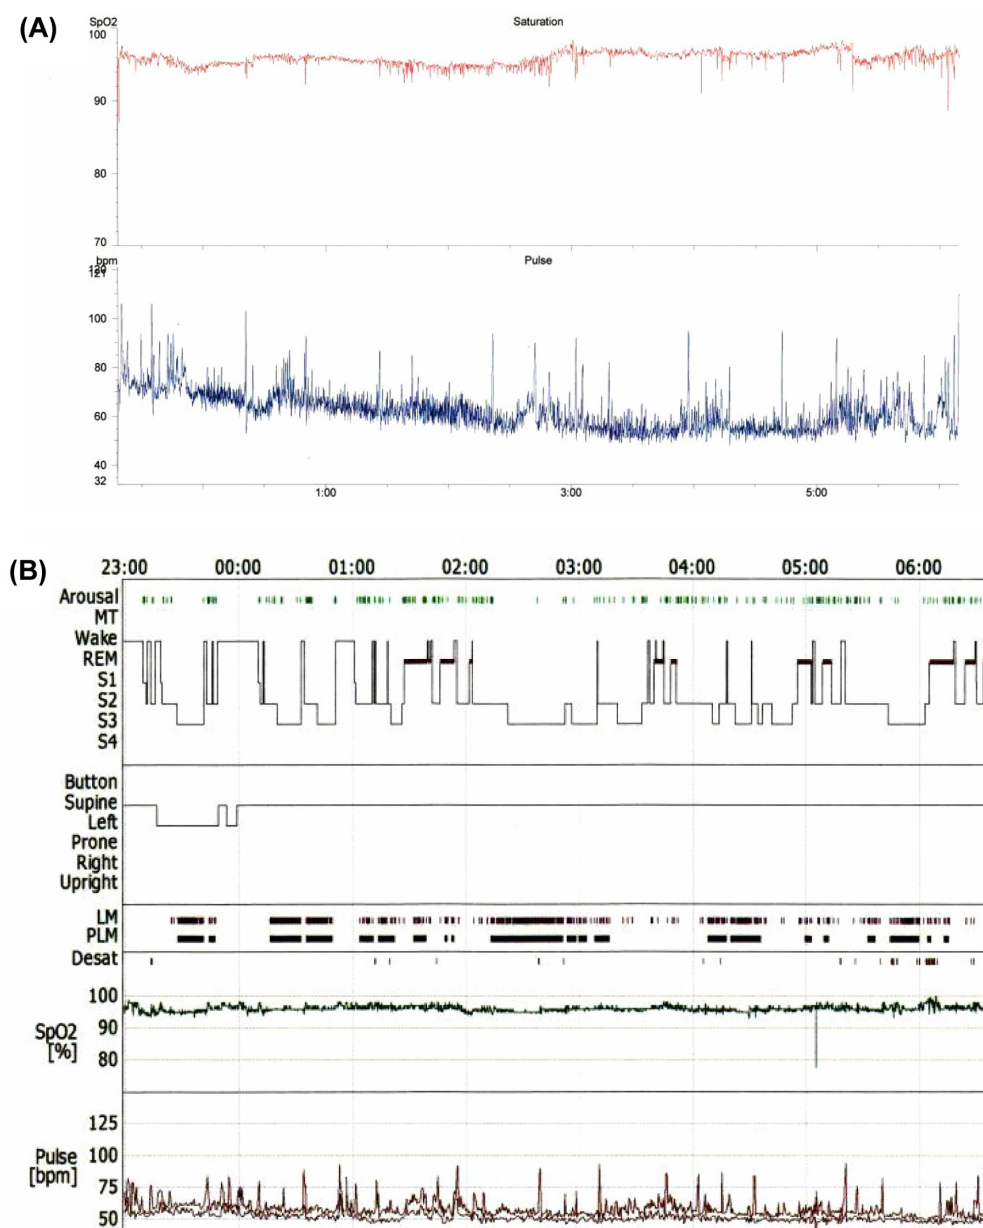 (A)
SpO2
Saturation
100
90
80
70
bpm
Pulse
121
100
80
60
40
32
1:00
3:00
5:00
(B)
23:00 00:00 01:00 02:00 03:00 04:00 05:00 06:00
Arousal
MT
Wake
REM
S1
S2
S3
S4
Button
Supine
Left
Prone
Right
Upright
LM
PLM
Desat
100
90
SpO2
[%]
80
125
Pulse
100
[bpm]
75
50